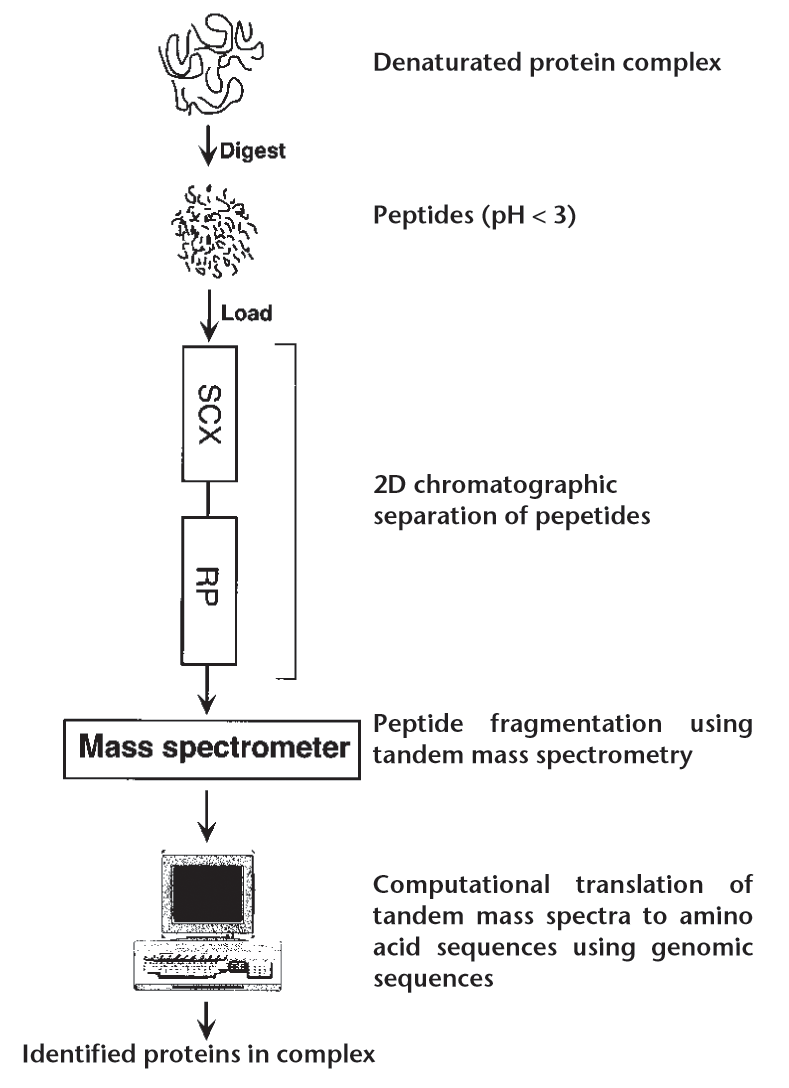 Denaturated protein complex
Digest
Peptides (pH < 3)
Load
SCX
2D chromatographic
separation of pepetides
RP
Mass spectrometer
Peptide fragmentation using
tandem mass spectrometry
Computational translation of
tandem mass spectra to amino
acid sequences using genomic
sequences
Identified proteins in complex